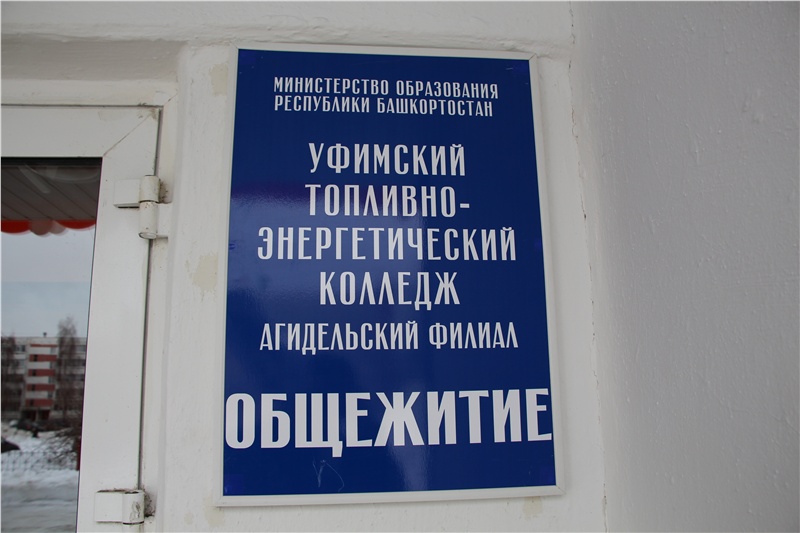 МИНИСТЕРСТВО ОБРАЗОВАНИЯ
РЕСПУБЛИКИ БАШКОРТОСТАН
УФИМСКИЙ
ТОПЛИВНО-
ЭНЕРГЕТИЧЕСКИЙ
КОЛЛЕДЖ
АГИДЕЛЬСКИЙ ФИЛИАЛ
ОБЩЕЖИТИЕ